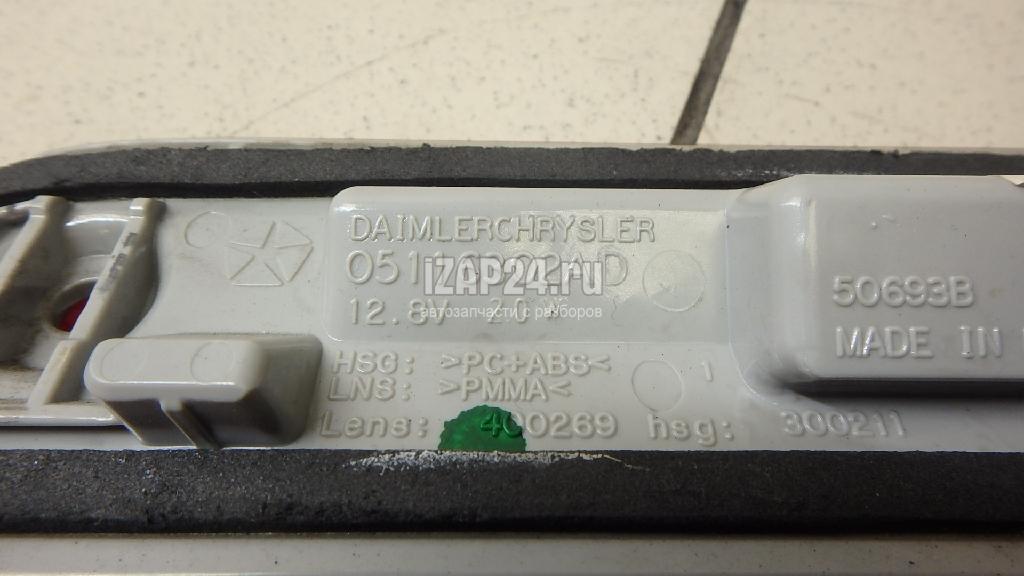 DAIMLERCHRYSLER
IZAP24.ru
12.8V
автозапчасти с разборов
50693B
MADE IN
HSG: >PC+ABS<
LNS: >PMMA<
1
Lens: 400269 hsg: 300211